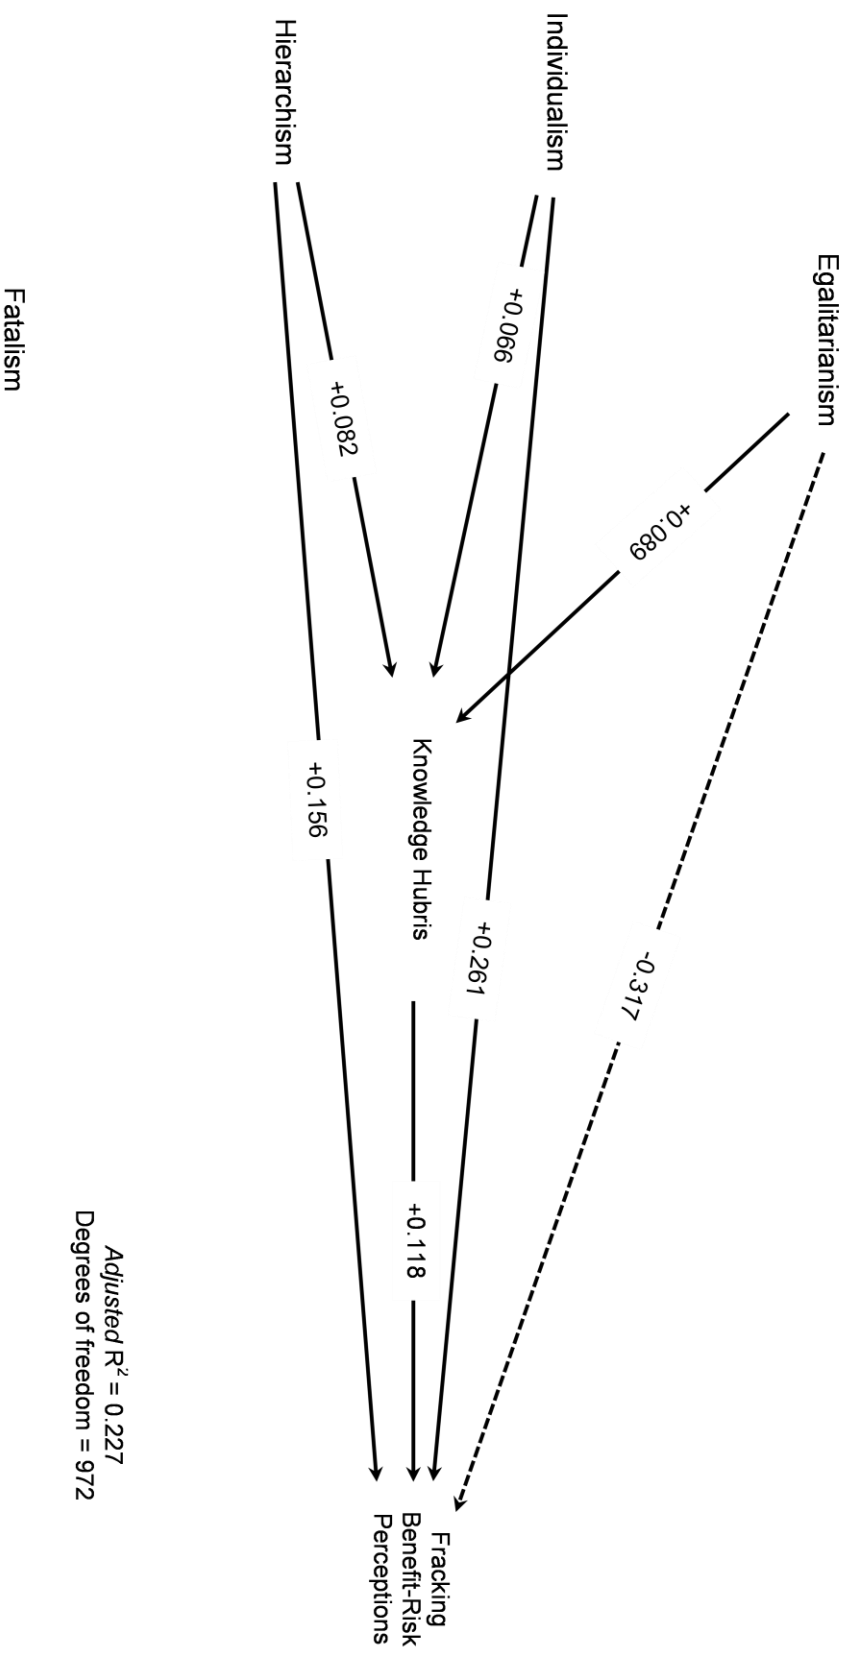 Egalitarianism
+0.089
-0.317
Individualism
+0.066
+0.261
Knowledge Hubris
+0.118
Fracking
Benefit-Risk
Perceptions
Hierarchism
+0.082
+0.156
Adjusted R² = 0.227
Degrees of freedom = 972
Fatalism